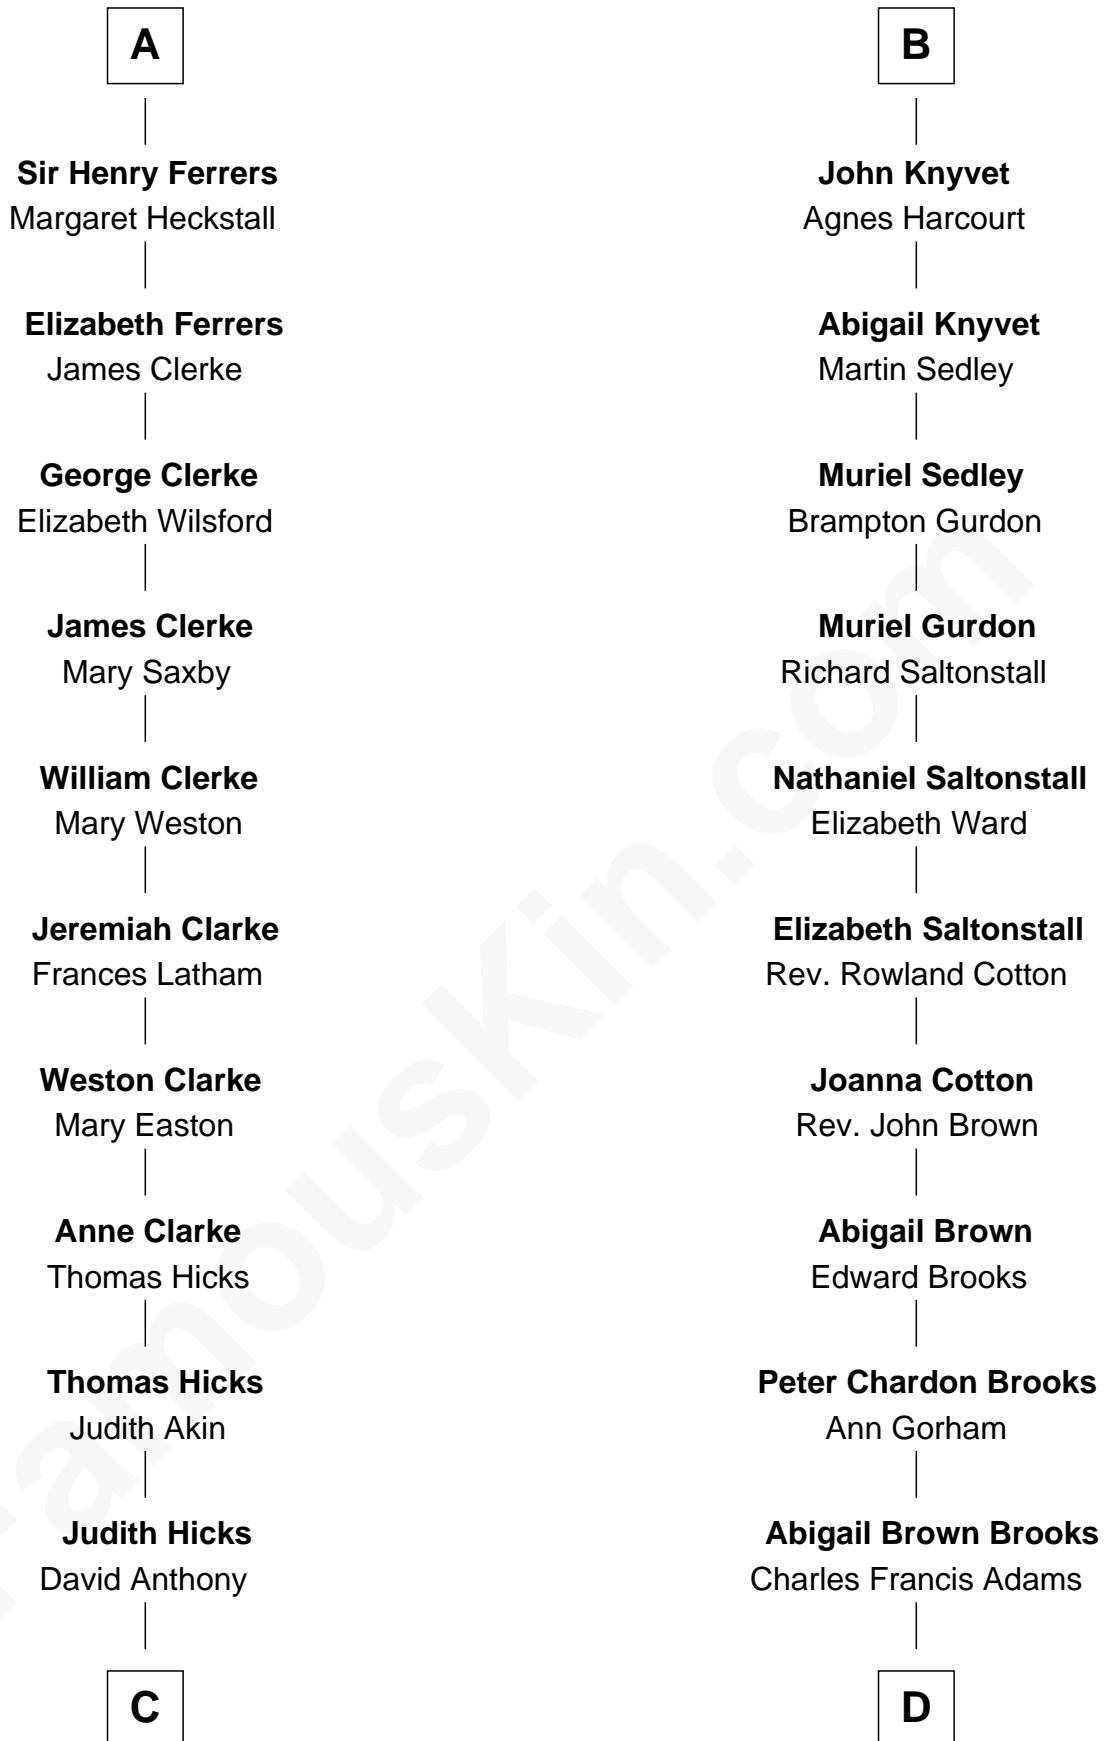 A
Sir Henry Ferrers
Margaret Heckstall
Elizabeth Ferrers
James Clerke
George Clerke
Elizabeth Wilsford
James Clerke
Mary Saxby
William Clerke
Mary Weston
Jeremiah Clarke
Frances Latham
Weston Clarke
Mary Easton
Anne Clarke
Thomas Hicks
Thomas Hicks
Judith Akin
Judith Hicks
David Anthony
C
B
John Knyvet
Agnes Harcourt
Abigail Knyvet
Martin Sedley
Muriel Sedley
Brampton Gurdon
Muriel Gurdon
Richard Saltonstall
Nathaniel Saltonstall
Elizabeth Ward
Elizabeth Saltonstall
Rev. Rowland Cotton
Joanna Cotton
Rev. John Brown
Abigail Brown
Edward Brooks
Peter Chardon Brooks
Ann Gorham
Abigail Brown Brooks
Charles Francis Adams
D
FamousKin.com